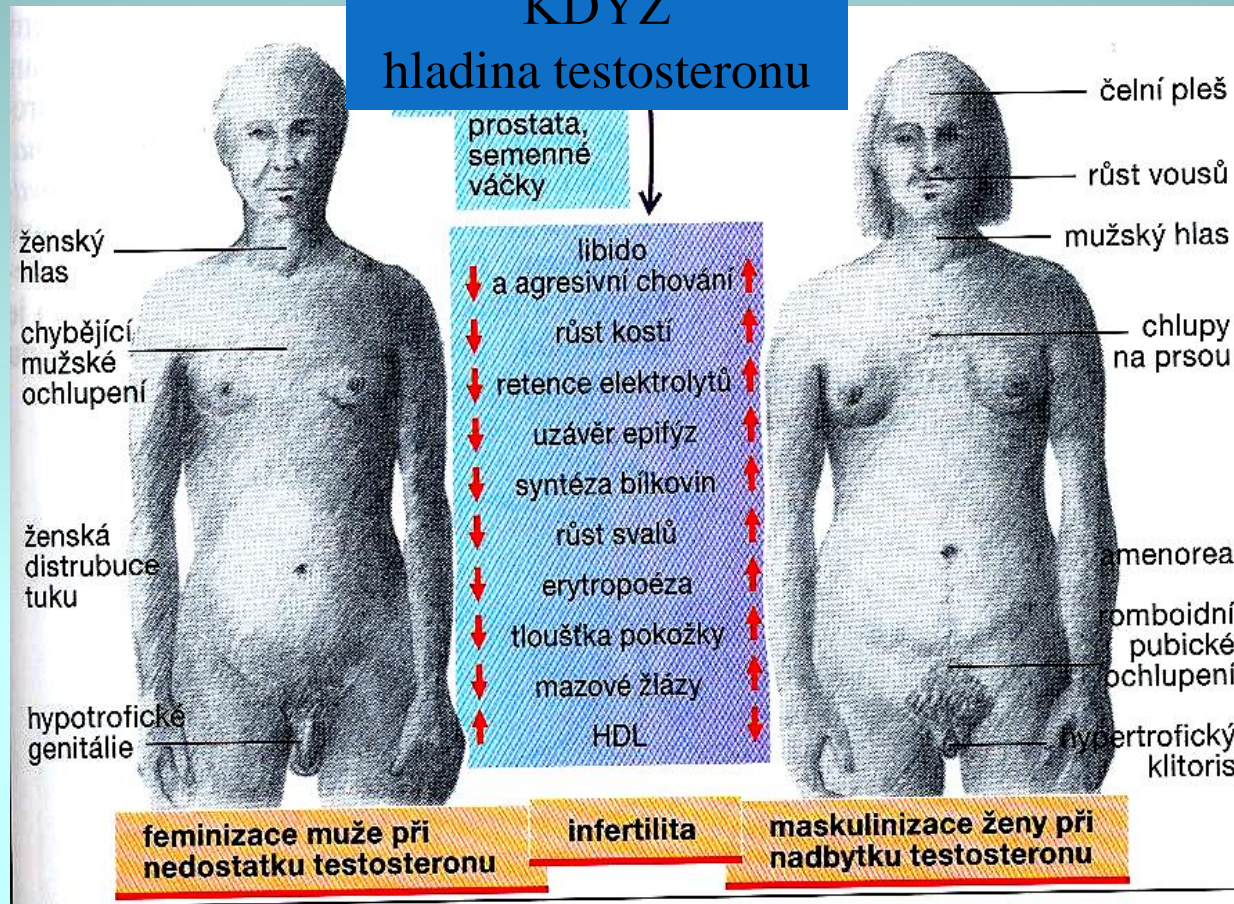 KDYŽ
hladina testosteronu
prostata,
semenné
váčky
ženský
hlas
chybějící
mužské
ochlupení
ženská
distrubuce
tuku
hypotrofické
genitálie
libido
a agresivní chování
růst kostí
retence elektrolytů
uzávěr epifýz
syntéza bílkovin
růst svalů
erytropoéza
tloušťka pokožky
mazové žlázy
HDL
čelní pleš
růst vousů
mužský hlas
chlupy
na prsou
amenorea
romboidní
pubické
ochlupení
hypertrofický
klitoris
feminizace muže při
nedostatku testosteronu
infertilita
maskulinizace ženy při
nadbytku testosteronu